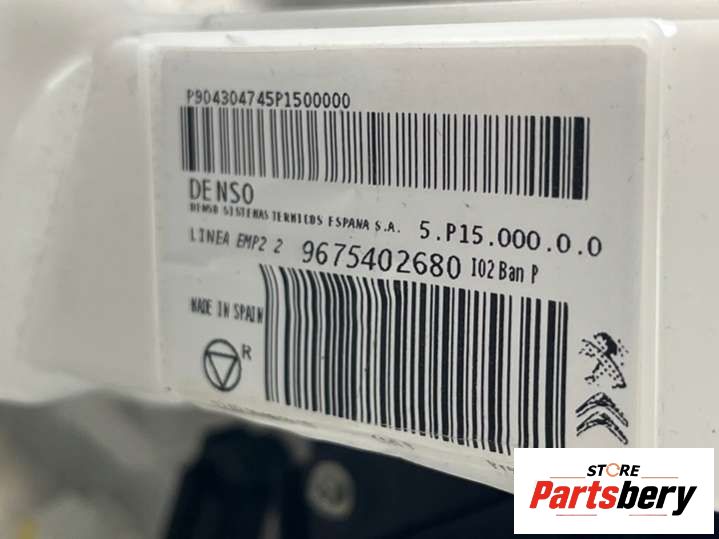 P904304745P1500000
DENSO
DENSO SISTEMAS TERMICOS ESPANA S.A.
5.P15.000.0.0
LINEA EMP2 2
9675402680 I02 Ban P
MADE IN SPAIN
R
STORE
Partsbery